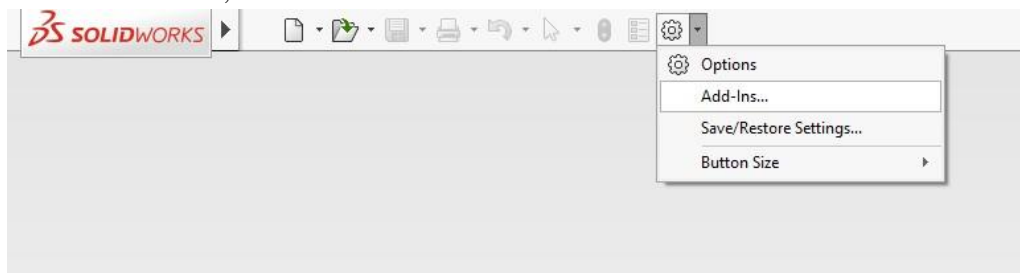 SOLIDWORKS
Options
Add-Ins...
Save/Restore Settings...
Button Size